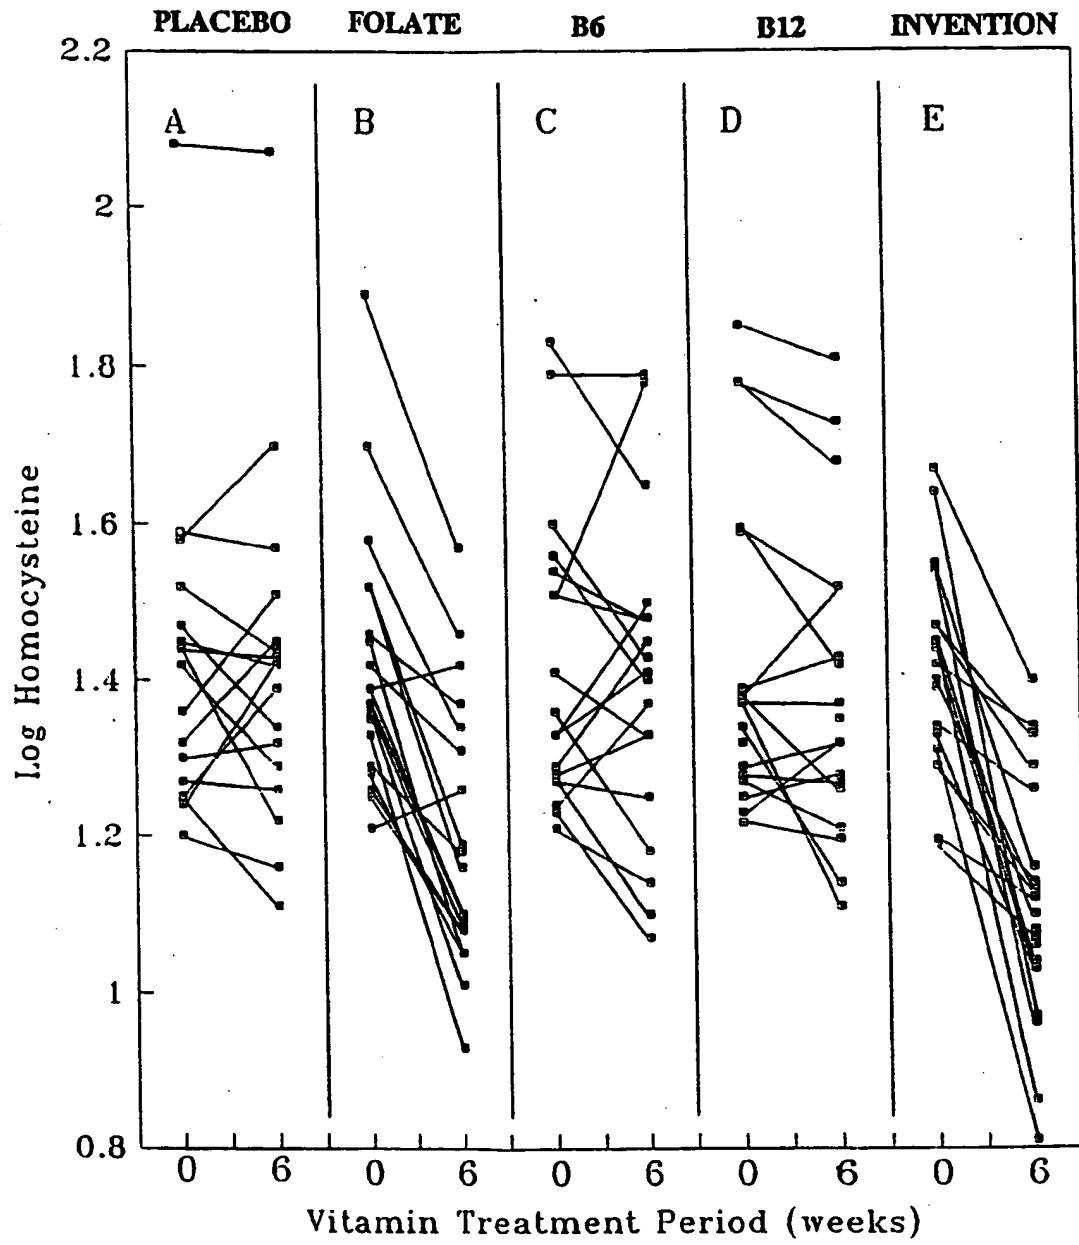 PLACEBO FOLATE B6 B12 INVENTION
2.2
A B C D E
2
1.8
1.6
1.4
1.2
1
0.8
Log Homocysteine
0 6 0 6 0 6 0 6 0 6
Vitamin Treatment Period (weeks)